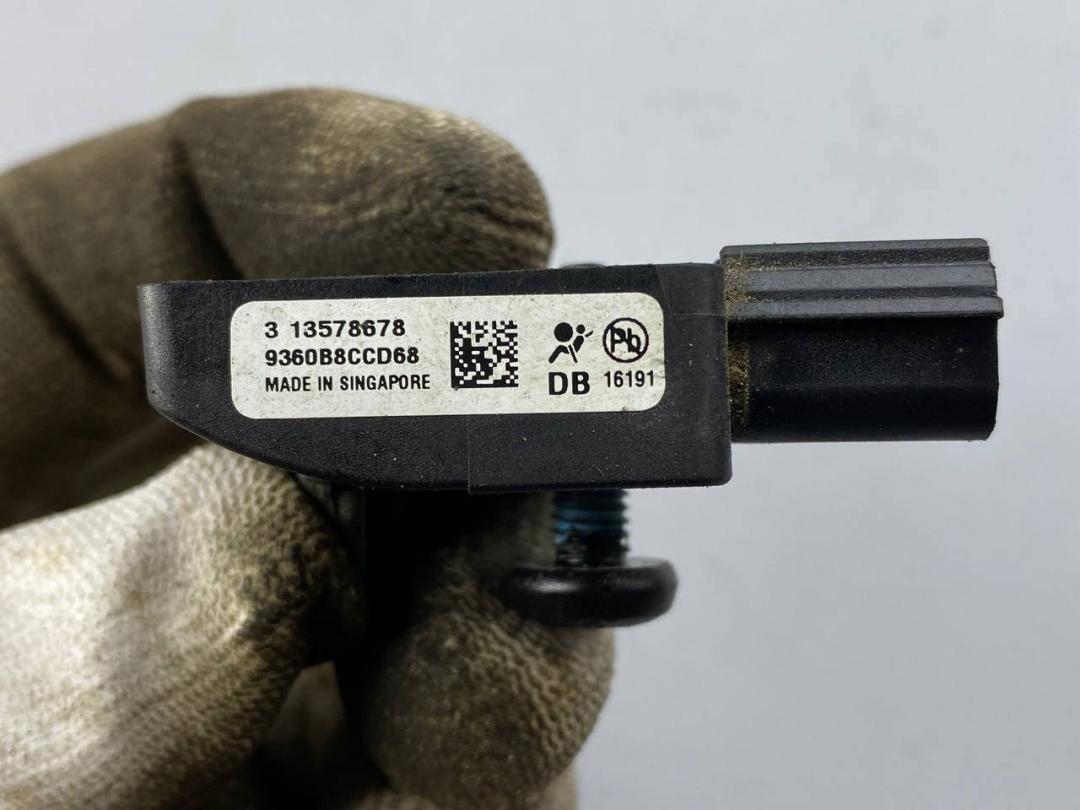 3 13578678
9360B8CCD68
MADE IN SINGAPORE
Pb
DB 16191